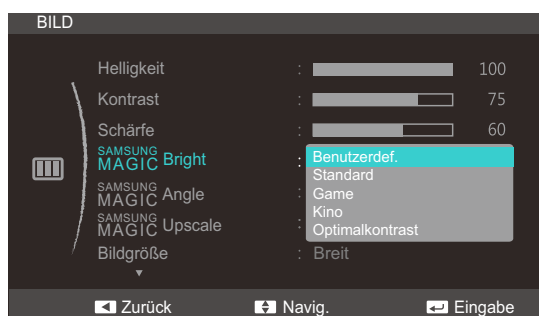 BILD
Helligkeit : 100
Kontrast : 75
Schärfe : 60
SAMSUNG MAGIC Bright : Benutzerdef.
Standard
SAMSUNG MAGIC Angle : Game
Kino
SAMSUNG MAGIC Upscale : Optimalkontrast
Bildgröße : Breit
Zurück Navig. Eingabe